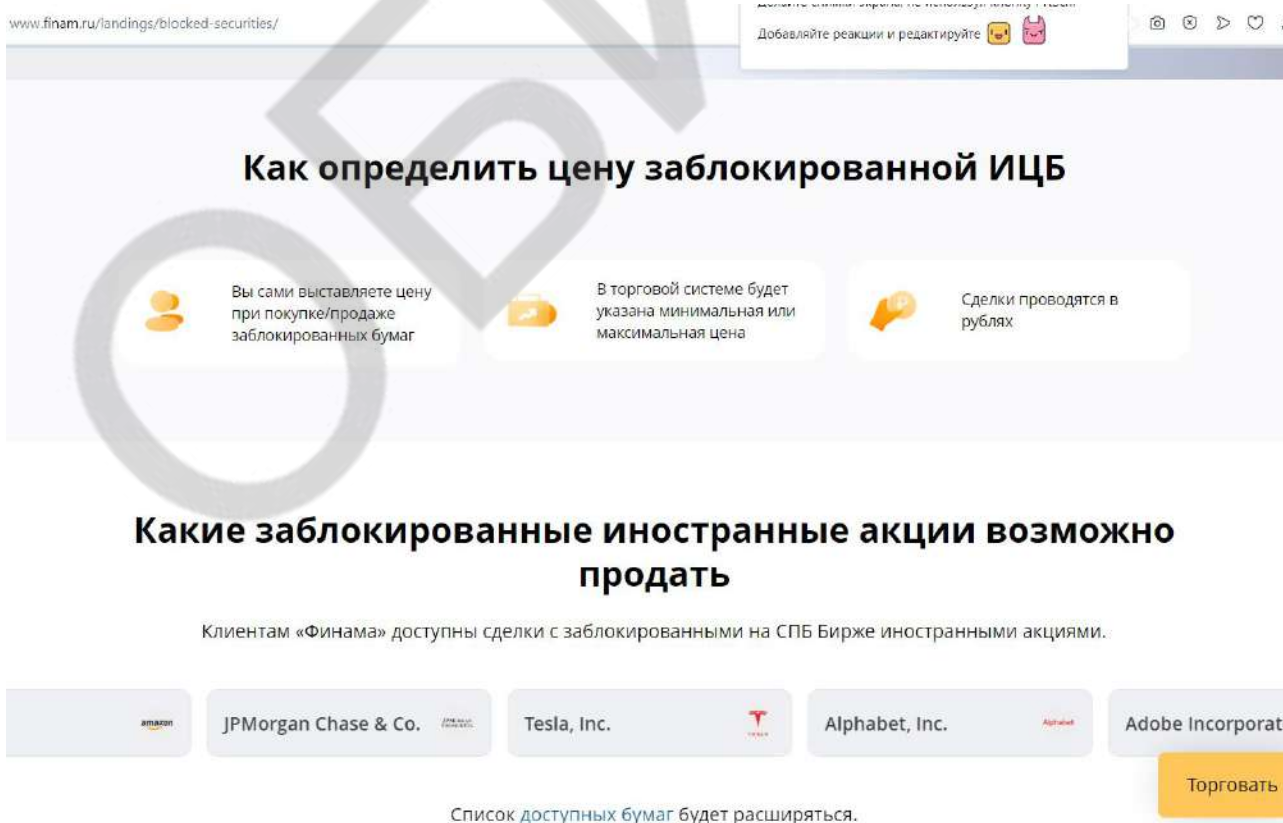 www.finam.ru/landings/blocked-securities/
Добавляйте реакции и редактируйте
Как определить цену заблокированной ИЦБ
Вы сами выставляете цену
при покупке/продаже
заблокированных бумаг
В торговой системе будет
указана минимальная или
максимальная цена
Сделки проводятся в
рублях
Какие заблокированные иностранные акции возможно
продать
Клиентам «Финама» доступны сделки с заблокированными на СПБ Бирже иностранными акциями.
amazon
JPMorgan Chase & Co.
Tesla, Inc.
TESLA
Alphabet, Inc.
Alphabet
Adobe Incorporat
Торговать
Список доступных бумаг будет расширяться.